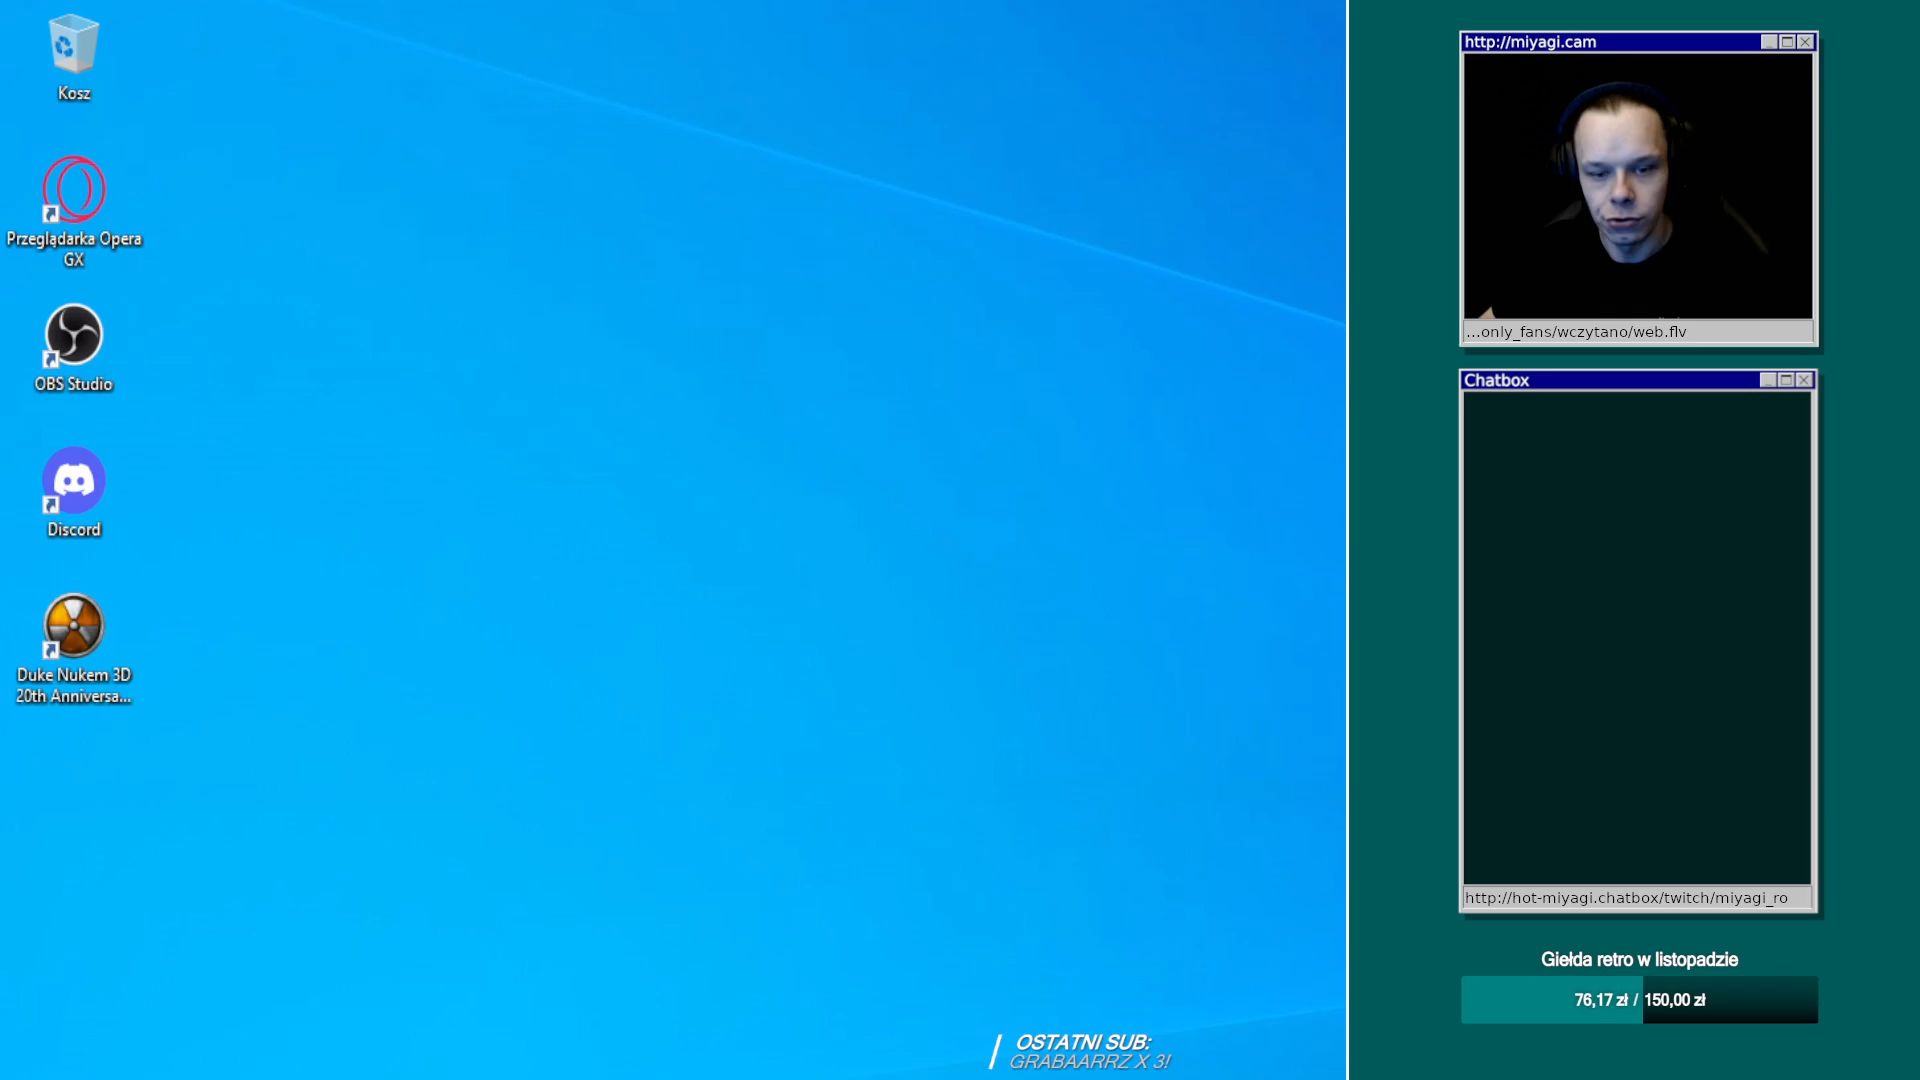 Kosz
Przeglądarka Opera
GX
OBS Studio
Discord
Duke Nukem 3D
20th Anniversa...
OSTATNI SUB:
GRABAARRZ X 3!
http://miyagi.cam
...only_fans/wczytano/web.flv
Chatbox
http://hot-miyagi.chatbox/twitch/miyagi_ro
Giełda retro w listopadzie
76,17 zł / 150,00 zł